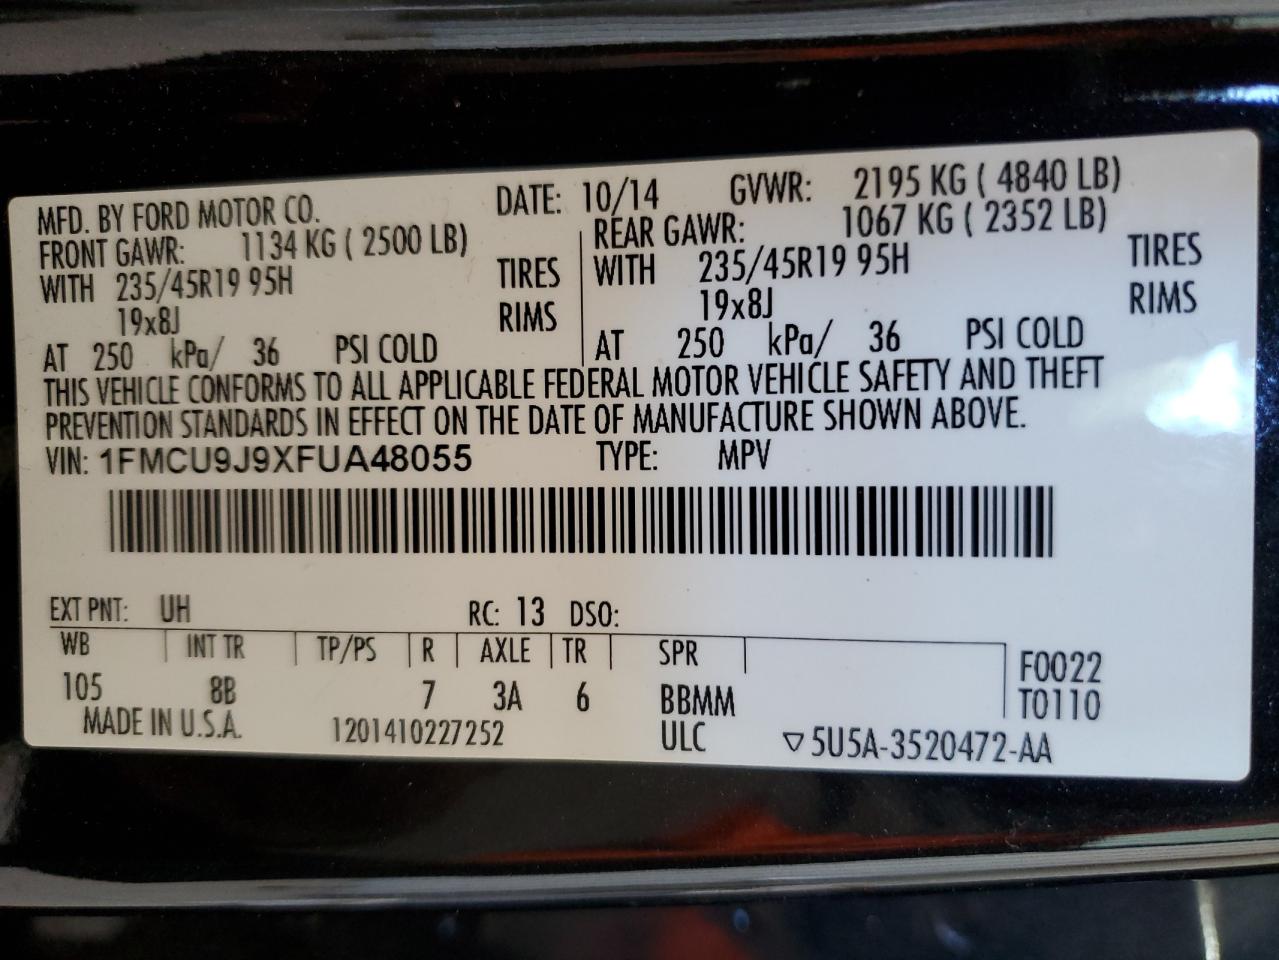 MFD. BY FORD MOTOR CO. DATE: 10/14 GVWR: 2195 KG ( 4840 LB)
FRONT GAWR: 1134 KG ( 2500 LB) REAR GAWR: 1067 KG ( 2352 LB)
WITH 235/45R19 95H TIRES WITH 235/45R19 95H TIRES
19x8J RIMS 19x8J RIMS
AT 250 kPa/ 36 PSI COLD AT 250 kPa/ 36 PSI COLD
THIS VEHICLE CONFORMS TO ALL APPLICABLE FEDERAL MOTOR VEHICLE SAFETY AND THEFT
PREVENTION STANDARDS IN EFFECT ON THE DATE OF MANUFACTURE SHOWN ABOVE.
VIN: 1FMCU9J9XFUA48055 TYPE: MPV
EXT PNT: UH RC: 13 DSO:
WB INT TR TP/PS R AXLE TR SPR F0022
105 8B 7 3A 6 BBMM T0110
MADE IN U.S.A. 1201410227252 ULC ▽5U5A-3520472-AA